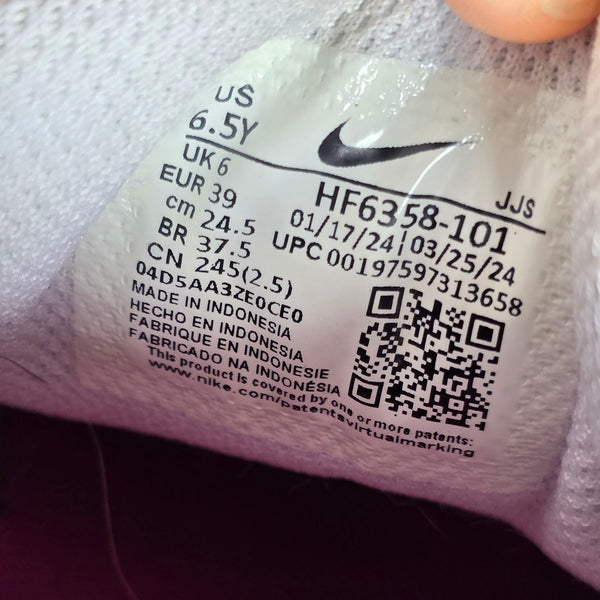 US
6.5Y
UK 6
EUR 39
cm 24.5
BR 37.5
CN 245(2.5)
JJS
HF6358-101
01/17/24|03/25/24
UPC 00197597313658
04D5AA3ZE0CE0
MADE IN INDONESIA
HECHO EN INDONESIA
FABRIQUE EN INDONESIE
FABRICADO NA INDONÉSIA
This product is covered by one or more patents:
www.nike.com/patentsvirtualmarking